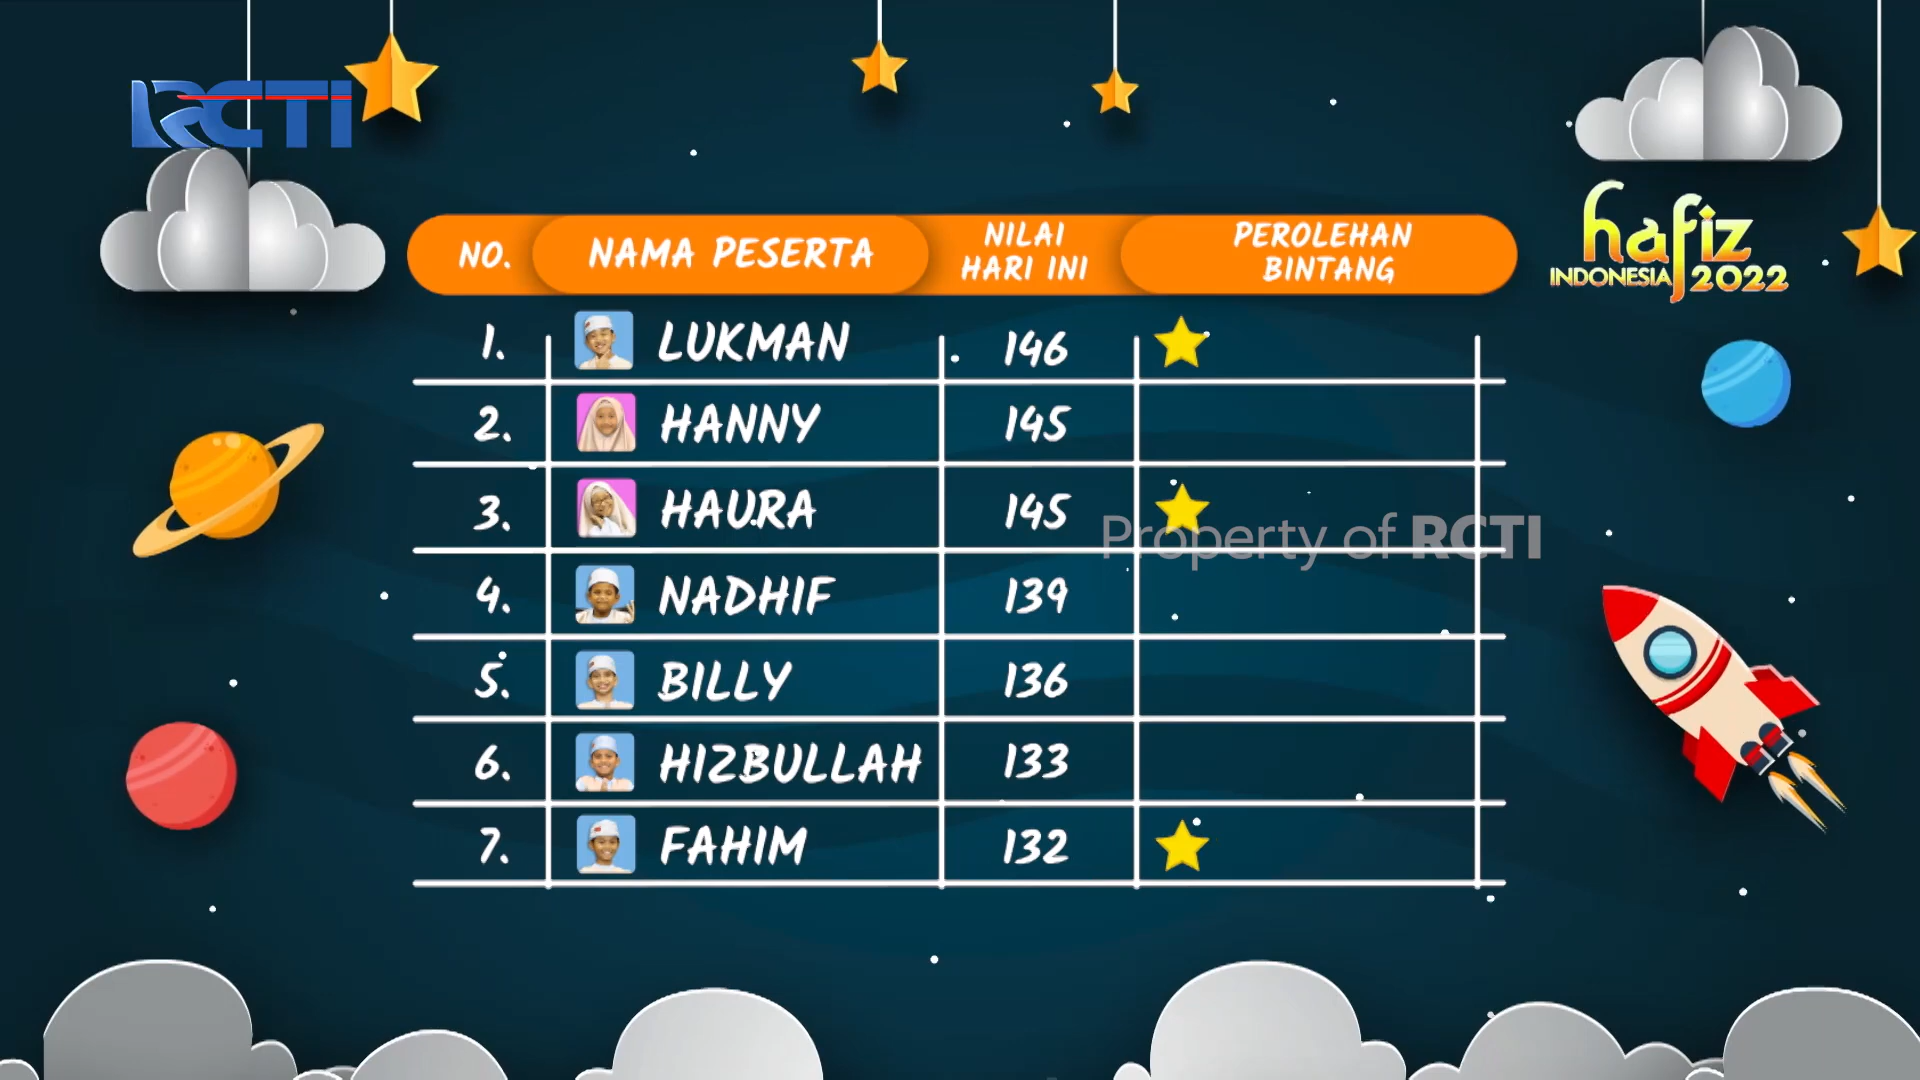 RCTI
hafiz
INDONESIA 2022
NO. NAMA PESERTA NILAI HARI INI PEROLEHAN BINTANG
1. LUKMAN 146
2. HANNY 145
3. HAURA 145
Property of RCTI
4. NADHIF 139
5. BILLY 136
6. HIZBULLAH 133
7. FAHIM 132